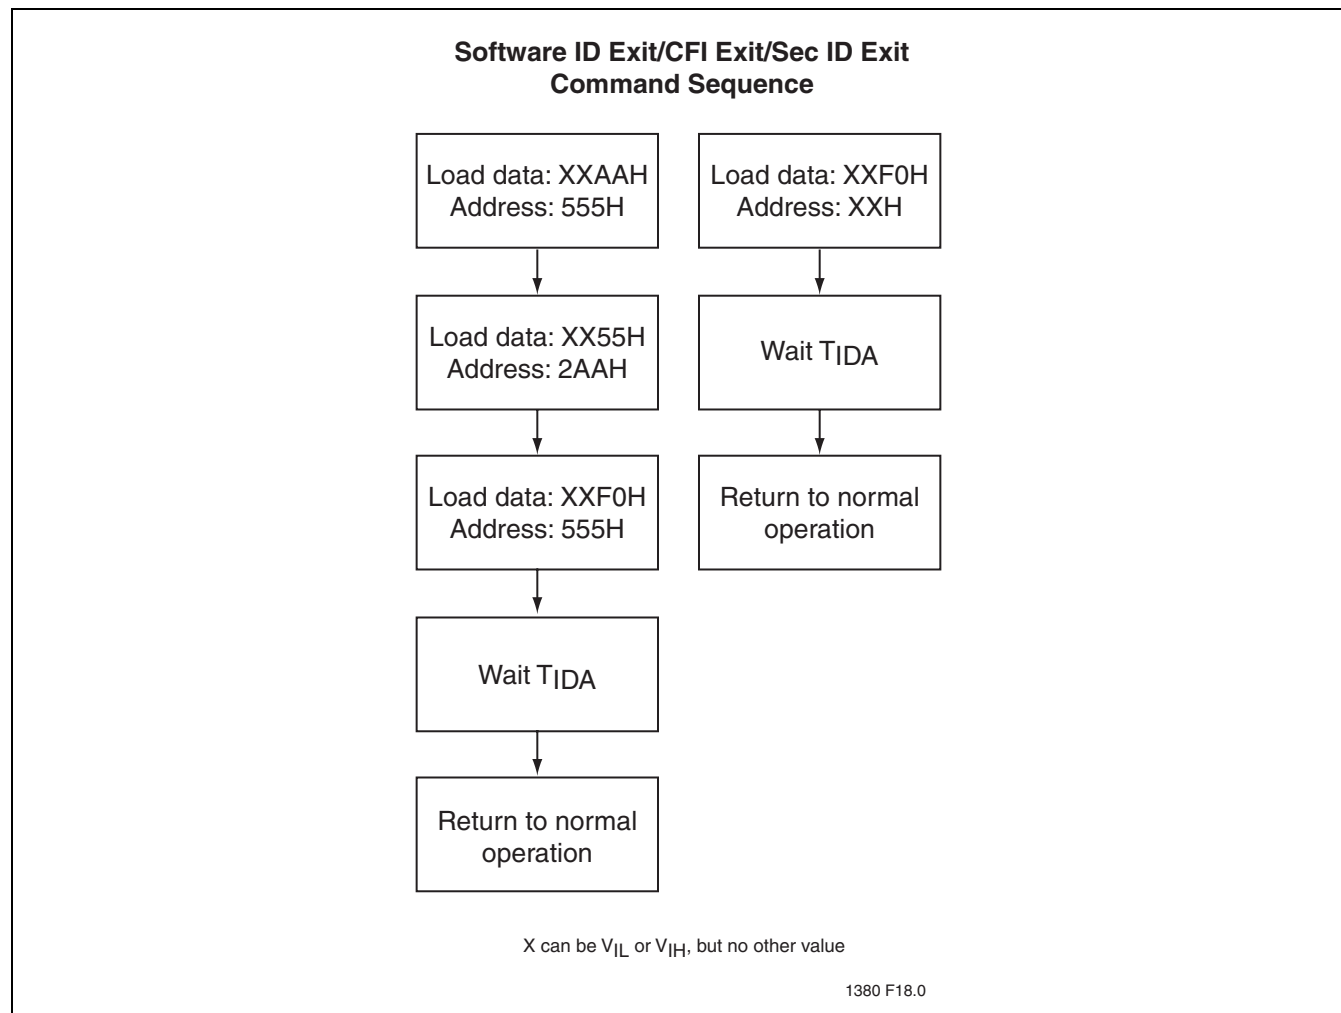 Software ID Exit/CFI Exit/Sec ID Exit
Command Sequence
Load data: XXAAH
Address: 555H
Load data: XX55H
Address: 2AAH
Load data: XXF0H
Address: 555H
Wait TIDA
Return to normal
operation
Load data: XXF0H
Address: XXH
Wait TIDA
Return to normal
operation
X can be VIL or VIH, but no other value
1380 F18.0